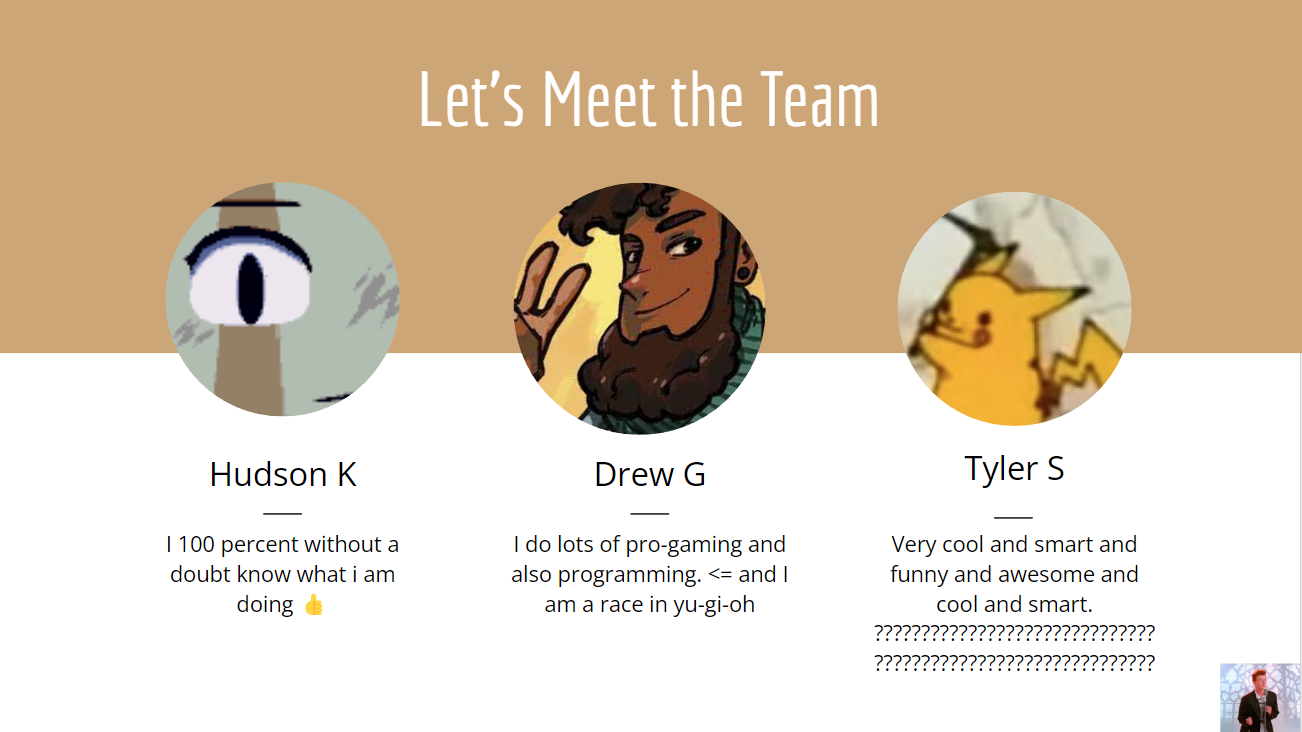 Let's Meet the Team
Hudson K
I 100 percent without a
doubt know what i am
doing 👍
Drew G
I do lots of pro-gaming and
also programming. <= and I
am a race in yu-gi-oh
Tyler S
Very cool and smart and
funny and awesome and
cool and smart.
??????????????????????????????
??????????????????????????????